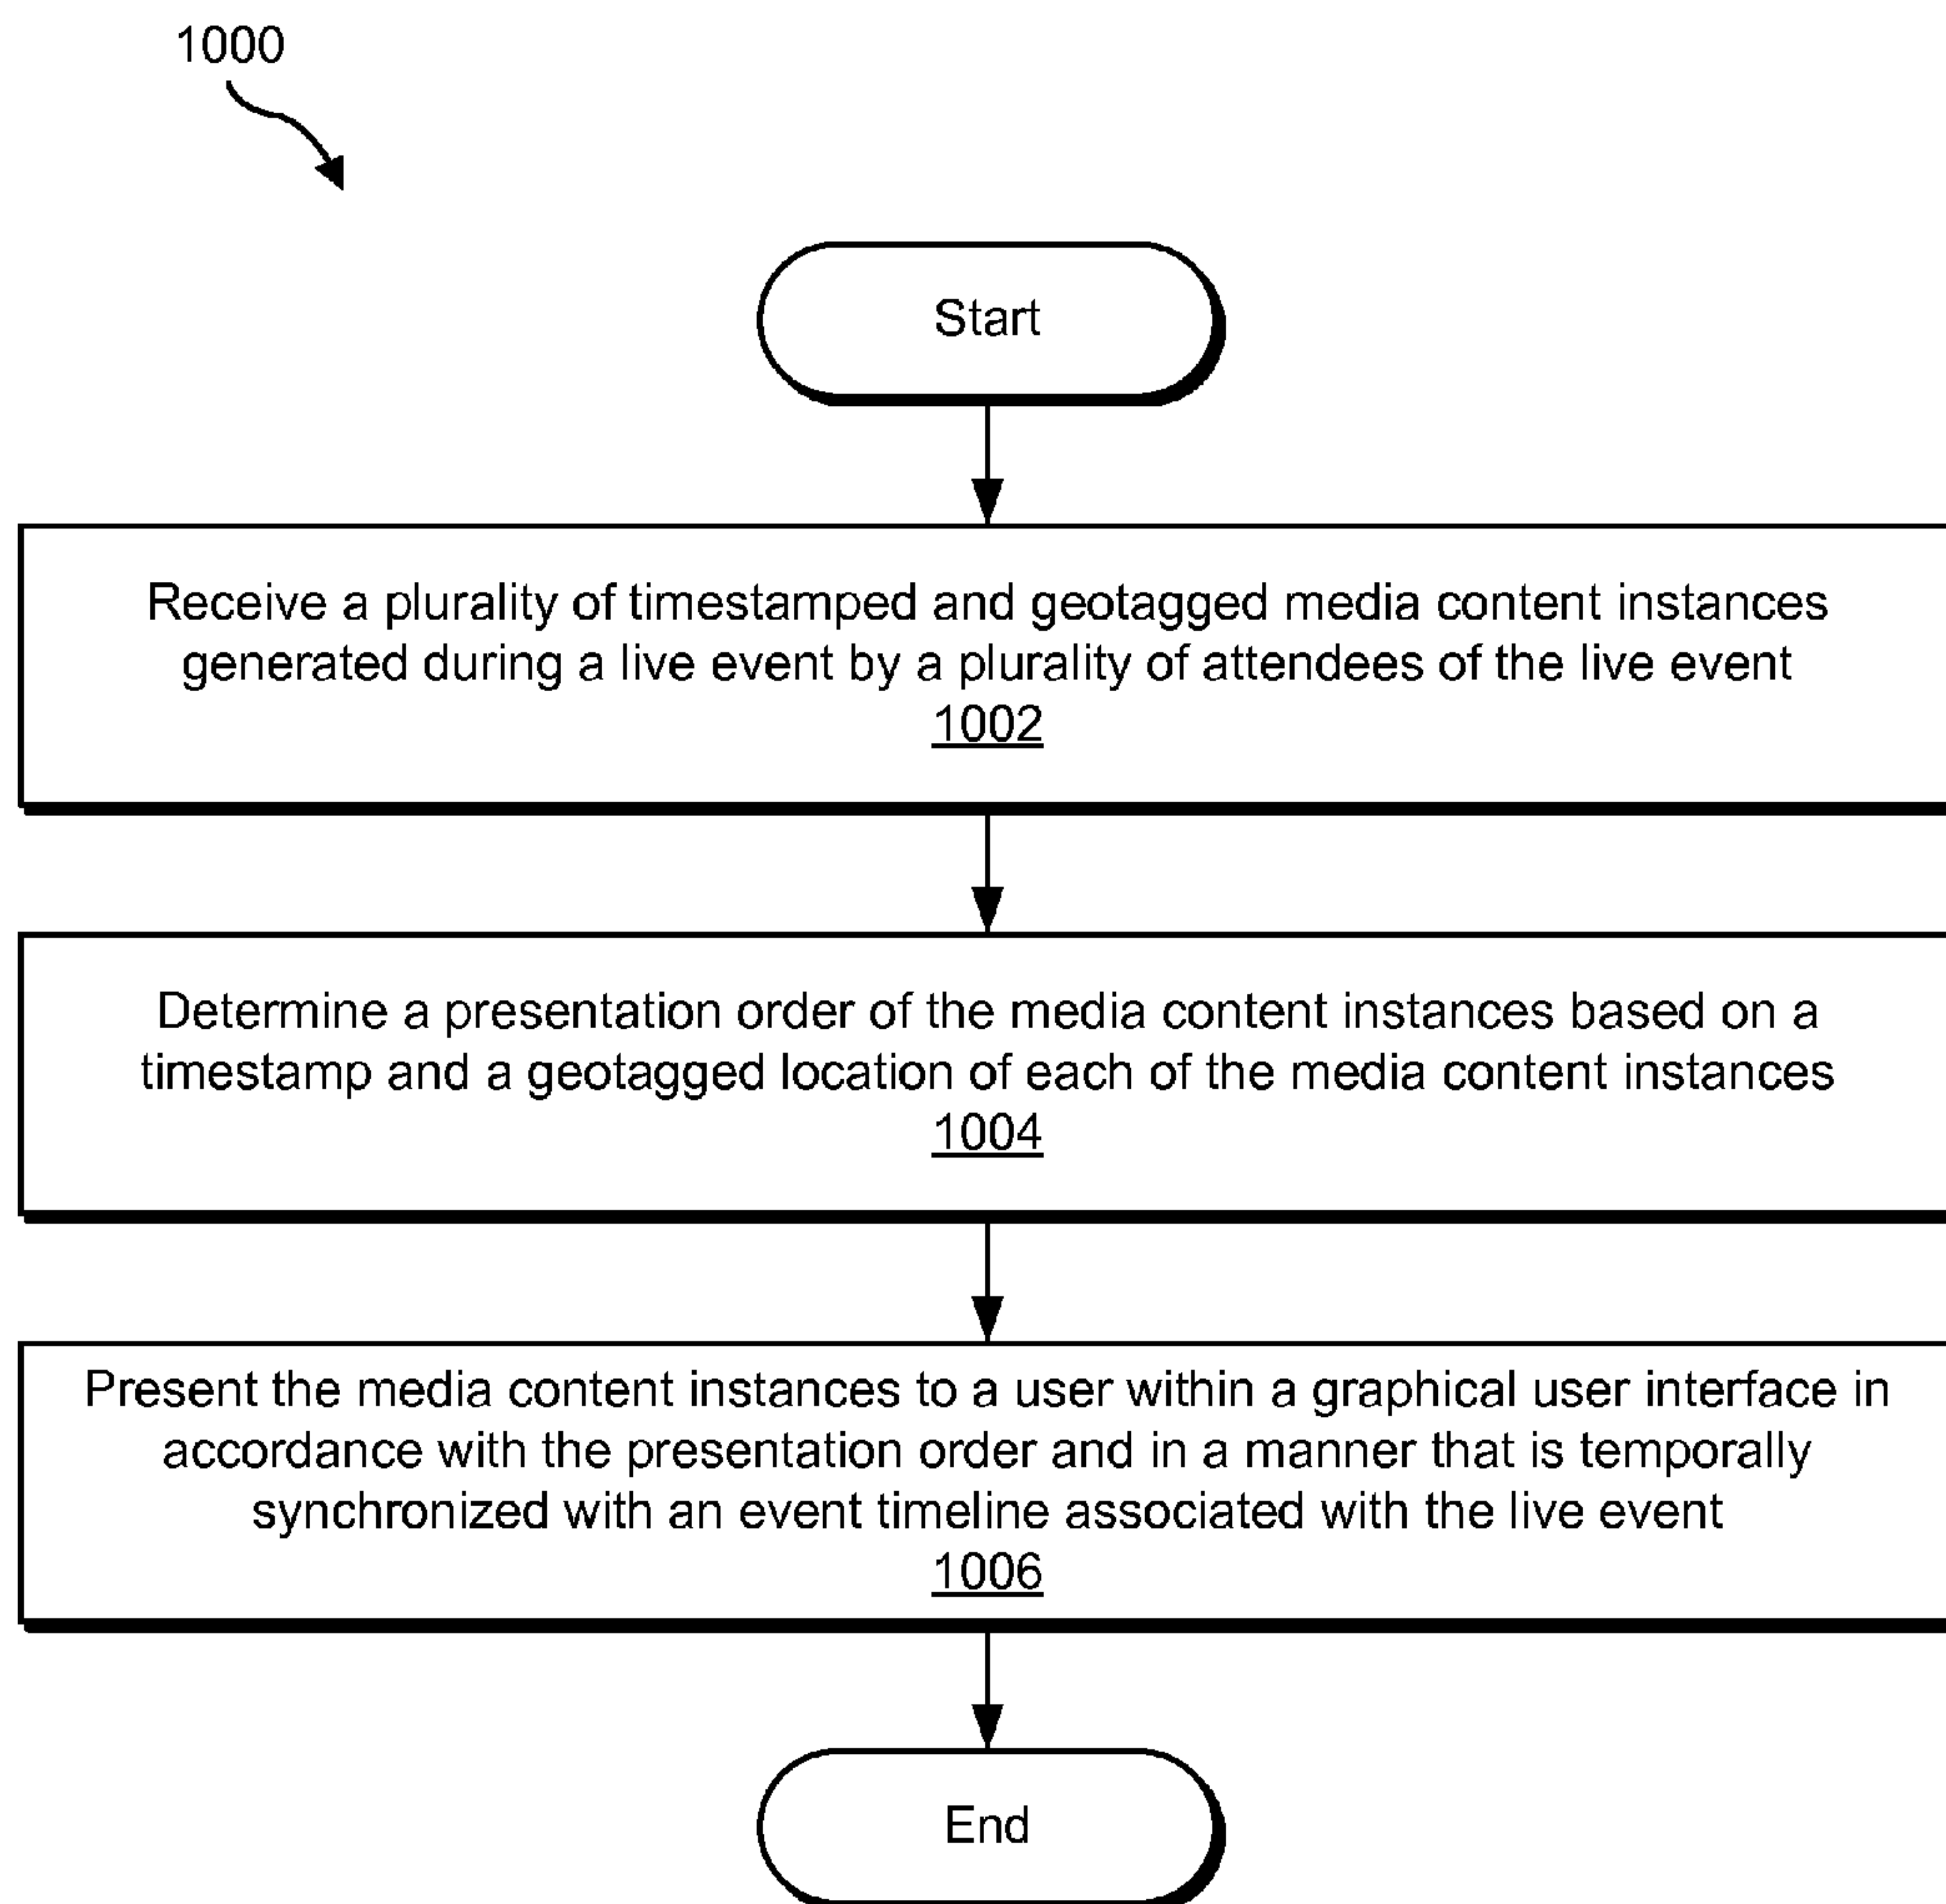 1000
Start
Receive a plurality of timestamped and geotagged media content instances
generated during a live event by a plurality of attendees of the live event
1002
Determine a presentation order of the media content instances based on a
timestamp and a geotagged location of each of the media content instances
1004
Present the media content instances to a user within a graphical user interface in
accordance with the presentation order and in a manner that is temporally
synchronized with an event timeline associated with the live event
1006
End